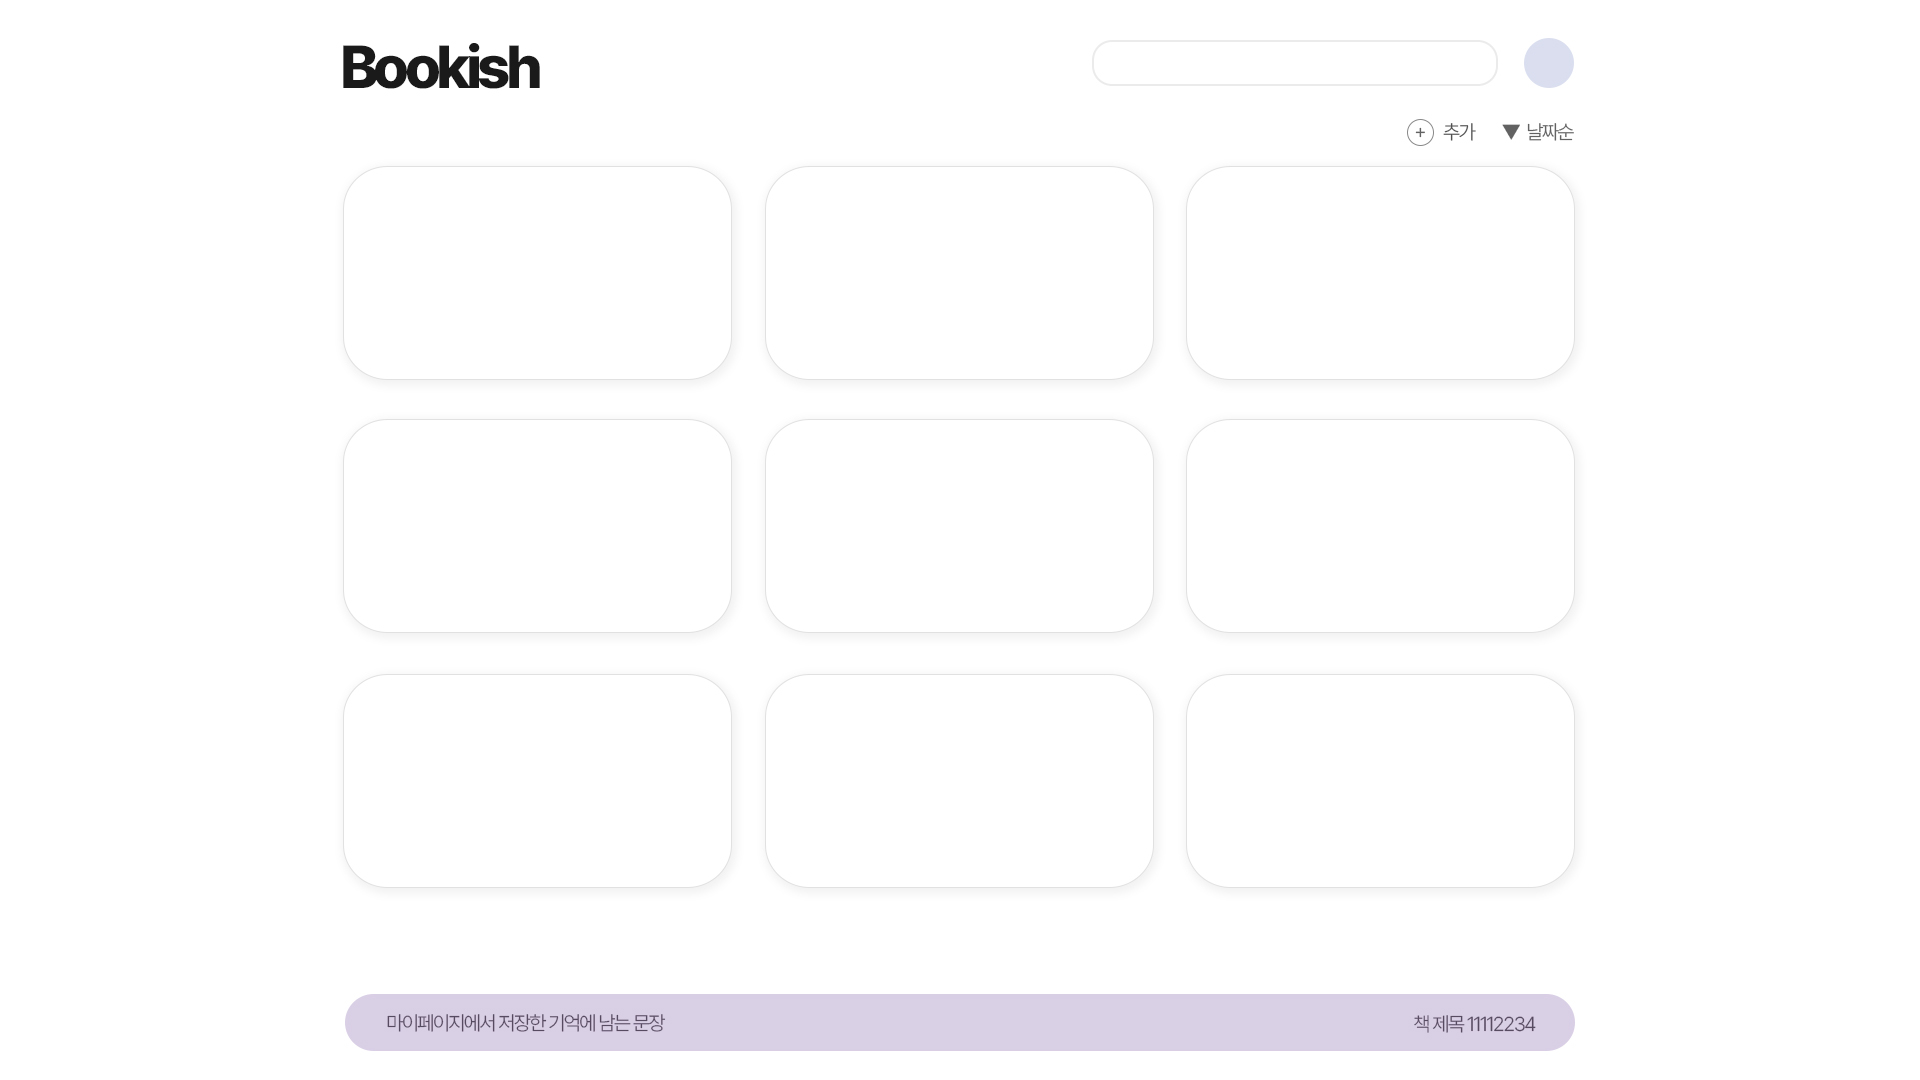 Bookish
+ 추가 ▼ 날짜순
마이페이지에서 저장한 기억에 남는 문장 책 제목 11112234